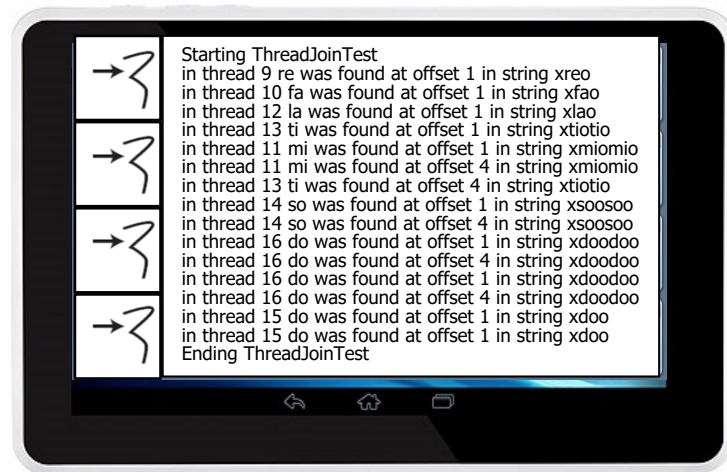 Starting ThreadJoinTest
in thread 9 re was found at offset 1 in string xreo
in thread 10 fa was found at offset 1 in string xfao
in thread 12 la was found at offset 1 in string xlao
in thread 13 ti was found at offset 1 in string xtiotio
in thread 11 mi was found at offset 1 in string xmiomio
in thread 11 mi was found at offset 4 in string xmiomio
in thread 13 ti was found at offset 4 in string xtiotio
in thread 14 so was found at offset 1 in string xsoosoo
in thread 14 so was found at offset 4 in string xsoosoo
in thread 16 do was found at offset 1 in string xdoodoo
in thread 16 do was found at offset 4 in string xdoodoo
in thread 16 do was found at offset 1 in string xdoodoo
in thread 16 do was found at offset 4 in string xdoodoo
in thread 15 do was found at offset 1 in string xdoo
in thread 15 do was found at offset 1 in string xdoo
Ending ThreadJoinTest